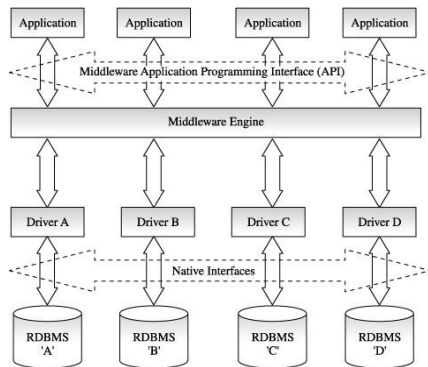 Application Application Application Application
Middleware Application Programming Interface (API)
Middleware Engine
Driver A Driver B Driver C Driver D
Native Interfaces
RDBMS RDBMS RDBMS RDBMS
'A' 'B' 'C' 'D'